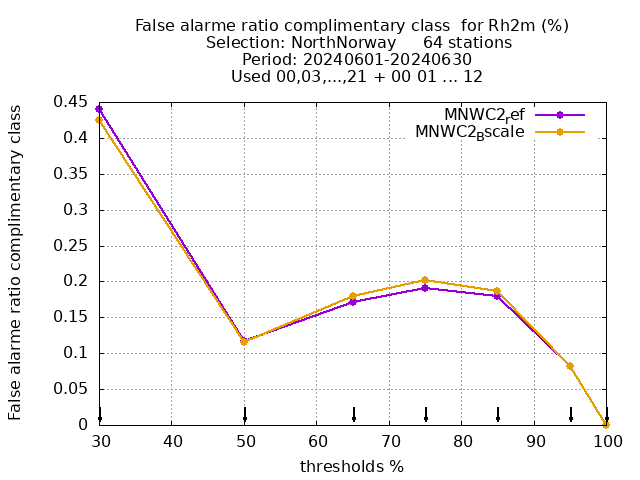 False alarme ratio complimentary class  for Rh2m (%)
Selection: NorthNorway     64 stations
Period: 20240601-20240630
Used 00,03,...,21 + 00 01 ... 12
False alarme ratio complimentary class
0.45
0.4
0.35
0.3
0.25
0.2
0.15
0.1
0.05
0
MNWC2ref
MNWC2Bscale
30 40 50 60 70 80 90 100
thresholds %